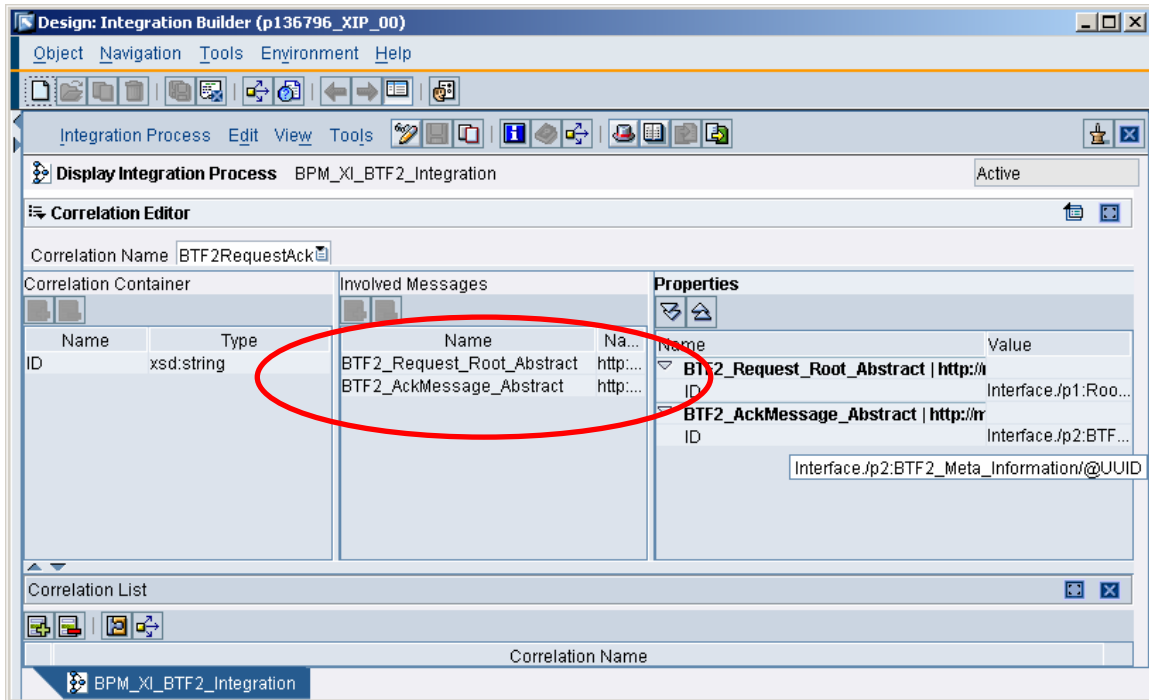 Design: Integration Builder (p136796_XIP_00)
Object Navigation Tools Environment Help
Integration Process Edit View Tools
Display Integration Process BPM_XI_BTF2_Integration Active
Correlation Editor
Correlation Name BTF2RequestAck
Correlation Container Involved Messages Properties
Name Type Name Na... Name Value
ID xsd:string BTF2_Request_Root_Abstract http:... BTF2_Request_Root_Abstract | http://
BTF2_AckMessage_Abstract http:... ID Interface./p1:Roo...
BTF2_AckMessage_Abstract | http://m
ID Interface./p2:BTF...
Interface./p2:BTF2_Meta_Information/@UUID
Correlation List
Correlation Name
BPM_XI_BTF2_Integration